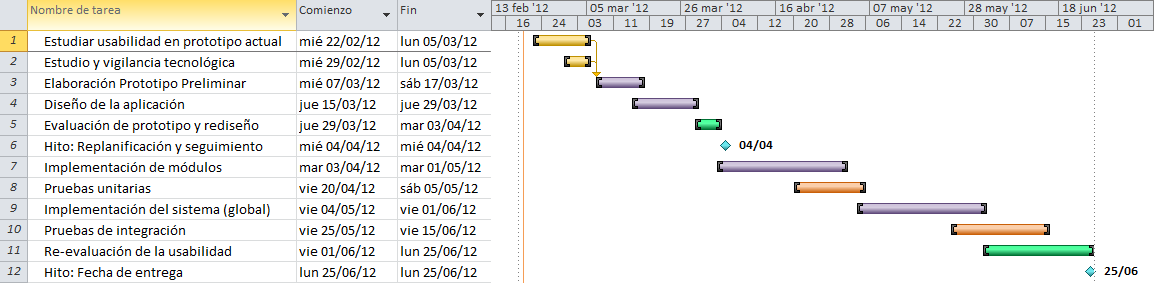 Nombre de tarea Comienzo Fin 13 feb '12 05 mar '12 26 mar '12 16 abr '12 07 may '12 28 may '12 18 jun '12
16 24 03 11 19 27 04 12 20 28 06 14 22 30 07 15 23 01
1 Estudiar usabilidad en prototipo actual mié 22/02/12 lun 05/03/12
2 Estudio y vigilancia tecnológica mié 29/02/12 lun 05/03/12
3 Elaboración Prototipo Preliminar mié 07/03/12 sáb 17/03/12
4 Diseño de la aplicación jue 15/03/12 jue 29/03/12
5 Evaluación de prototipo y rediseño jue 29/03/12 mar 03/04/12
6 Hito: Replanificación y seguimiento mié 04/04/12 mié 04/04/12 04/04
7 Implementación de módulos mar 03/04/12 mar 01/05/12
8 Pruebas unitarias vie 20/04/12 sáb 05/05/12
9 Implementación del sistema (global) vie 04/05/12 vie 01/06/12
10 Pruebas de integración vie 25/05/12 vie 15/06/12
11 Re-evaluación de la usabilidad vie 01/06/12 lun 25/06/12
12 Hito: Fecha de entrega lun 25/06/12 lun 25/06/12 25/06